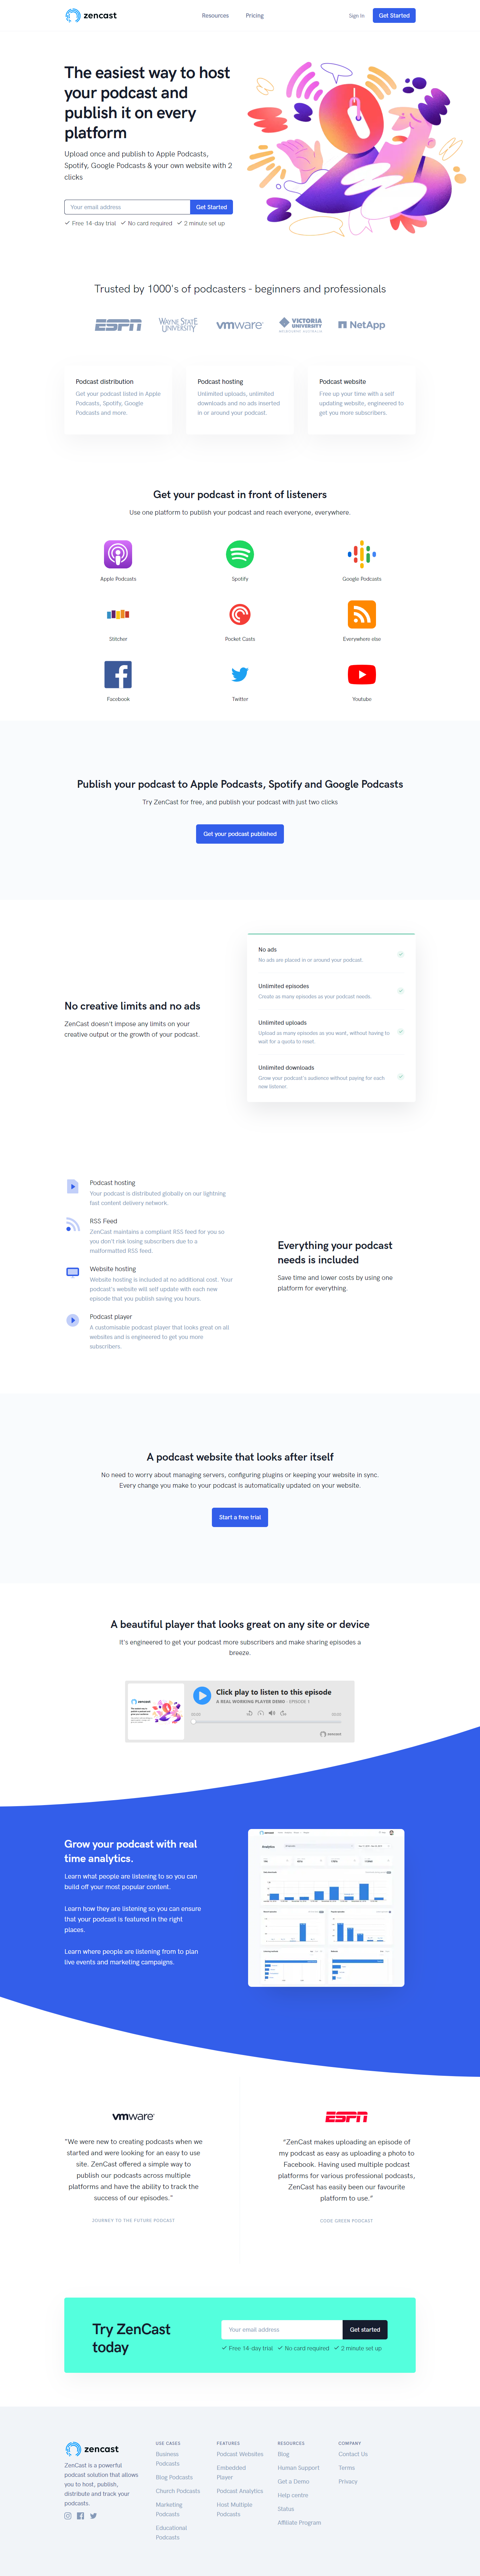 zencast
Resources
Pricing
Sign In
Get Started
The easiest way to host
your podcast and
publish it on every
platform
Upload once and publish to Apple Podcasts,
Spotify, Google Podcasts & your own website with 2
clicks
Your email address
Get Started
Free 14-day trial
No card required
2 minute set up
Trusted by 1000's of podcasters - beginners and professionals
ESPN
WAYNE STATE
UNIVERSITY
vmware
VICTORIA
UNIVERSITY
NetApp
Podcast distribution
Get your podcast listed in Apple
Podcasts, Spotify, Google
Podcasts and more.
Podcast hosting
Unlimited uploads, unlimited
downloads and no ads inserted
in or around your podcast.
Podcast website
Free up your time with a self
updating website, engineered to
get you more subscribers.
Get your podcast in front of listeners
Use one platform to publish your podcast and reach everyone, everywhere.
Apple Podcasts
Spotify
Google Podcasts
Stitcher
Pocket Casts
Everywhere else
Facebook
Twitter
Youtube
Publish your podcast to Apple Podcasts, Spotify and Google Podcasts
Try ZenCast for free, and publish your podcast with just two clicks
Get your podcast published
No creative limits and no ads
ZenCast doesn't impose any limits on your
creative output or the growth of your podcast.
No ads
No ads are placed in or around your podcast.
Unlimited episodes
Create as many episodes as your podcast needs.
Unlimited uploads
Upload as many episodes as you want, without having to
wait for a quota to reset.
Unlimited downloads
Grow your podcast's audience without paying for each
new listener.
Podcast hosting
Your podcast is distributed globally on our lightning
fast content delivery network.
RSS Feed
ZenCast maintains a compliant RSS feed for you so
you don't risk losing subscribers due to a
malformatted RSS feed.
Website hosting
Website hosting is included at no additional cost. Your
podcast's website will self update with each new
episode that you publish saving you hours.
Podcast player
A customisable podcast player that looks great on all
websites and is engineered to get you more
subscribers.
Everything your podcast
needs is included
Save time and lower costs by using one
platform for everything.
A podcast website that looks after itself
No need to worry about managing servers, configuring plugins or keeping your website in sync.
Every change you make to your podcast is automatically updated on your website.
Start a free trial
A beautiful player that looks great on any site or device
It's engineered to get your podcast more subscribers and make sharing episodes a
breeze.
zencast
Click play to listen to this episode
A REAL WORKING PLAYER DEMO - EPISODE 1
zencast
Grow your podcast with real
time analytics.
Learn what people are listening to so you can
build off your most popular content.
Learn how they are listening so you can ensure
that your podcast is featured in the right
places.
Learn where people are listening from to plan
live events and marketing campaigns.
Analytics
vmware
"We were new to creating podcasts when we
started and were looking for an easy to use
site. ZenCast offered a simple way to
publish our podcasts across multiple
platforms and have the ability to track the
success of our episodes."
JOURNEY TO THE FUTURE PODCAST
ESPN
"ZenCast makes uploading an episode of
my podcast as easy as uploading a photo to
Facebook. Having used multiple podcast
platforms for various professional podcasts,
ZenCast has easily been our favourite
platform to use."
CODE GREEN PODCAST
Try ZenCast
today
Your email address
Get started
Free 14-day trial
No card required
2 minute set up
zencast
ZenCast is a powerful
podcast solution that allows
you to host, publish,
distribute and track your
podcasts.
USE CASES
Business
Podcasts
Blog Podcasts
Church Podcasts
Marketing
Podcasts
Educational
Podcasts
FEATURES
Podcast Websites
Embedded
Player
Podcast Analytics
Host Multiple
Podcasts
RESOURCES
Blog
Human Support
Get a Demo
Help centre
Status
Affiliate Program
COMPANY
Contact Us
Terms
Privacy